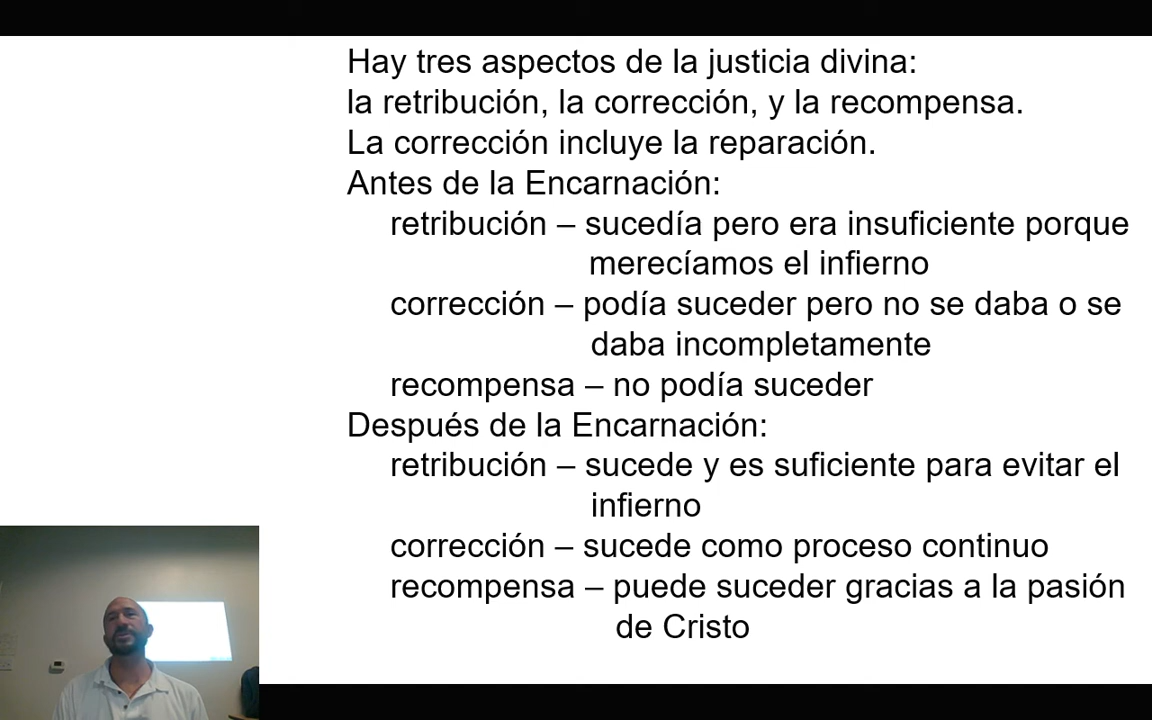 Hay tres aspectos de la justicia divina:
la retribución, la corrección, y la recompensa.
La corrección incluye la reparación.
Antes de la Encarnación:
retribución – sucedía pero era insuficiente porque
merecíamos el infierno
corrección – podía suceder pero no se daba o se
daba incompletamente
recompensa – no podía suceder
Después de la Encarnación:
retribución – sucede y es suficiente para evitar el
infierno
corrección – sucede como proceso continuo
recompensa – puede suceder gracias a la pasión
de Cristo